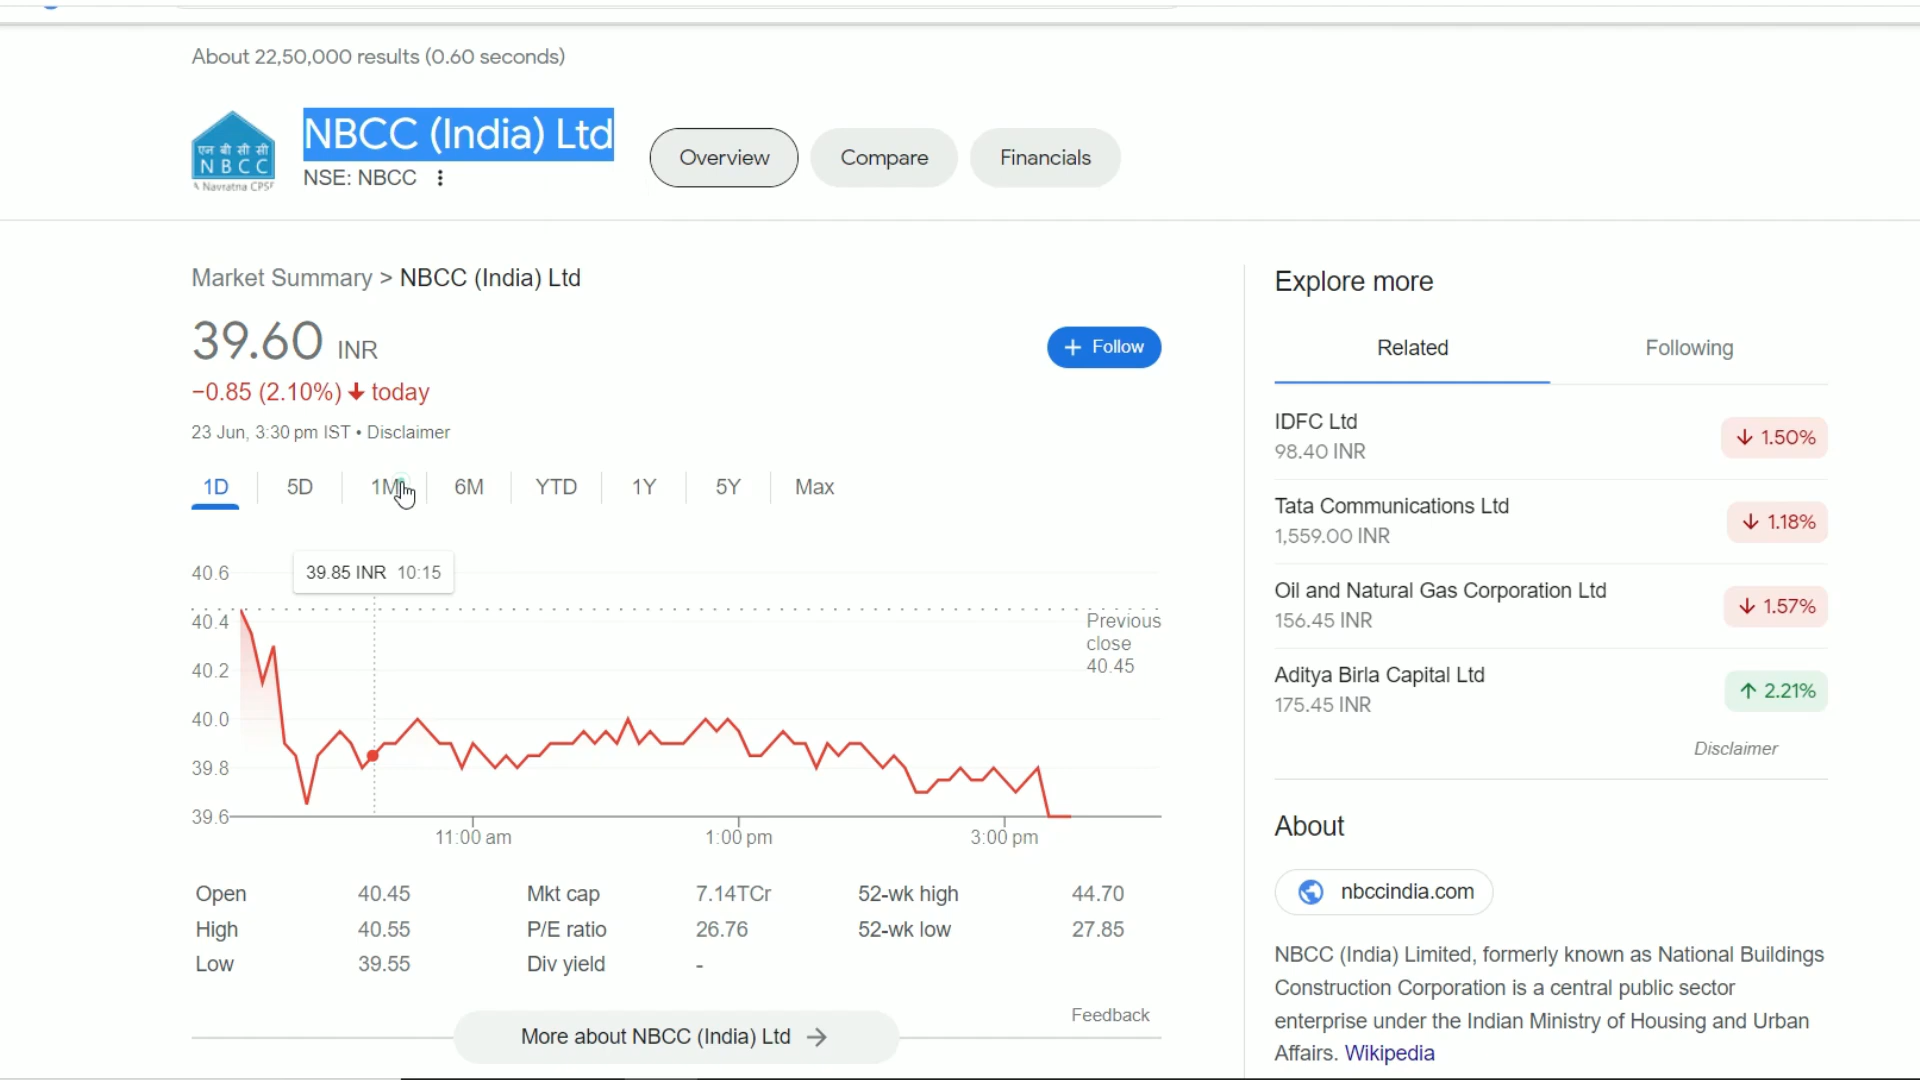 About 22,50,000 results (0.60 seconds)
एन बी सी सी
NBCC
NBCC (India) Ltd
NSE: NBCC
Overview
Compare
Financials
Market Summary > NBCC (India) Ltd
39.60 INR
+ Follow
−0.85 (2.10%) ↓ today
23 Jun, 3:30 pm IST • Disclaimer
1D 5D 1M 6M YTD 1Y 5Y Max
39.85 INR 10:15
40.6
40.4
40.2
40.0
39.8
39.6
Previous
close
40.45
11:00 am 1:00 pm 3:00 pm
Open 40.45 Mkt cap 7.14TCr 52-wk high 44.70
High 40.55 P/E ratio 26.76 52-wk low 27.85
Low 39.55 Div yield -
Feedback
More about NBCC (India) Ltd →
Explore more
Related Following
IDFC Ltd
98.40 INR
↓ 1.50%
Tata Communications Ltd
1,559.00 INR
↓ 1.18%
Oil and Natural Gas Corporation Ltd
156.45 INR
↓ 1.57%
Aditya Birla Capital Ltd
175.45 INR
↑ 2.21%
Disclaimer
About
nbccindia.com
NBCC (India) Limited, formerly known as National Buildings
Construction Corporation is a central public sector
enterprise under the Indian Ministry of Housing and Urban
Affairs. Wikipedia